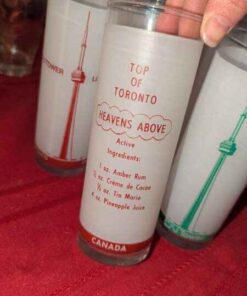 TOP
OF
TORONTO
HEAVENS ABOVE
Active
Ingredients:
1 oz. Amber Rum
½ oz. Crème de Cacao
½ oz. Tia Maria
4 oz. Pineapple Juice
CANADA
TOWER